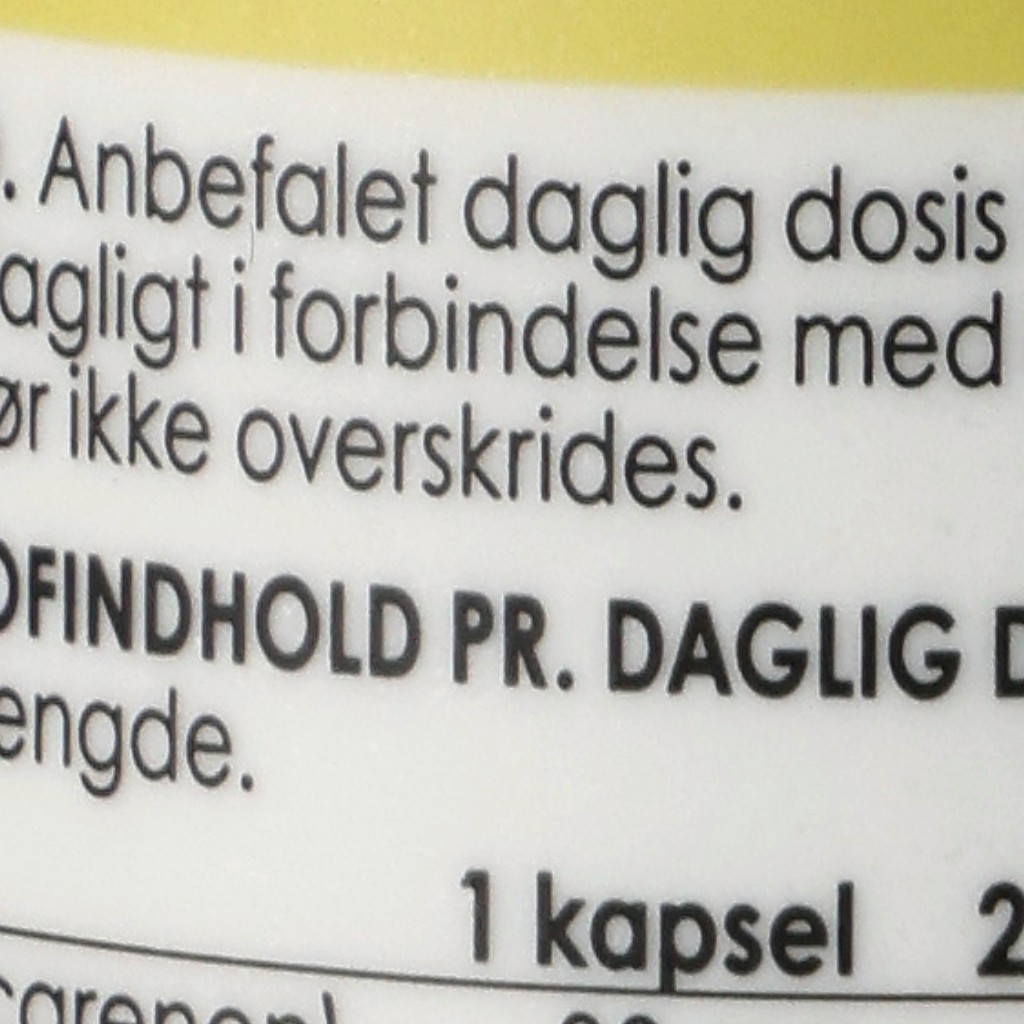 . Anbefalet daglig dosis
agligt i forbindelse med
ør ikke overskrides.
OFINDHOLD PR. DAGLIG D
engde.
1 kapsel 2